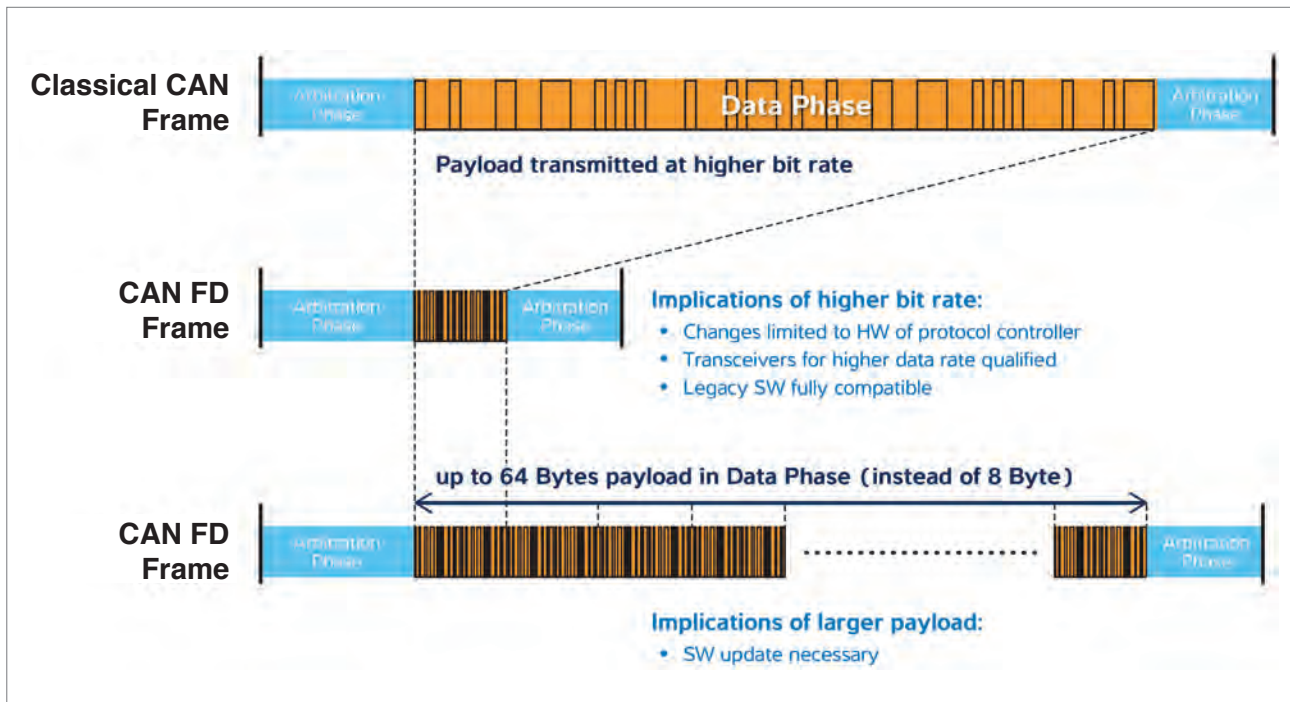 Classical CAN
Frame
Arbitration
Phase
Data Phase
Arbitration
Phase
Payload transmitted at higher bit rate
CAN FD
Frame
Arbitration
Phase
Arbitration
Phase
Implications of higher bit rate:
• Changes limited to HW of protocol controller
• Transceivers for higher data rate qualified
• Legacy SW fully compatible
up to 64 Bytes payload in Data Phase (instead of 8 Byte)
CAN FD
Frame
Arbitration
Phase
Arbitration
Phase
Implications of larger payload:
• SW update necessary